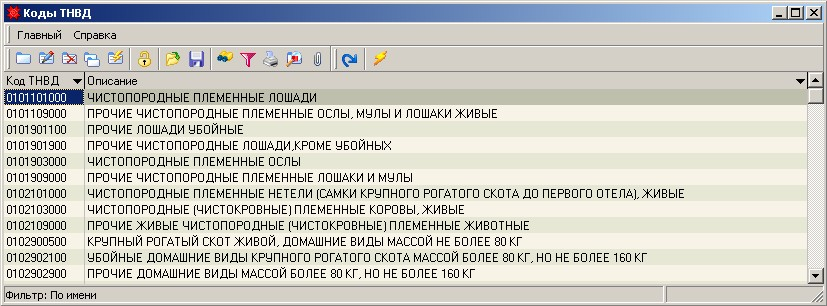 Коды ТНВД
Главный Справка
Код ТНВД Описание
0101101000 ЧИСТОПОРОДНЫЕ ПЛЕМЕННЫЕ ЛОШАДИ
0101109000 ПРОЧИЕ ЧИСТОПОРОДНЫЕ ПЛЕМЕННЫЕ ОСЛЫ, МУЛЫ И ЛОШАКИ ЖИВЫЕ
0101901100 ПРОЧИЕ ЛОШАДИ УБОЙНЫЕ
0101901900 ПРОЧИЕ ЧИСТОПОРОДНЫЕ ЛОШАДИ,КРОМЕ УБОЙНЫХ
0101903000 ЧИСТОПОРОДНЫЕ ПЛЕМЕННЫЕ ОСЛЫ
0101909000 ПРОЧИЕ ЧИСТОПОРОДНЫЕ ПЛЕМЕННЫЕ ЛОШАКИ И МУЛЫ
0102101000 ЧИСТОПОРОДНЫЕ ПЛЕМЕННЫЕ НЕТЕЛИ (САМКИ КРУПНОГО РОГАТОГО СКОТА ДО ПЕРВОГО ОТЕЛА), ЖИВЫЕ
0102103000 ЧИСТОПОРОДНЫЕ (ЧИСТОКРОВНЫЕ) ПЛЕМЕННЫЕ КОРОВЫ, ЖИВЫЕ
0102109000 ПРОЧИЕ ЖИВЫЕ ЧИСТОПОРОДНЫЕ (ЧИСТОКРОВНЫЕ) ПЛЕМЕННЫЕ ЖИВОТНЫЕ
0102900500 КРУПНЫЙ РОГАТЫЙ СКОТ ЖИВОЙ, ДОМАШНИЕ ВИДЫ МАССОЙ НЕ БОЛЕЕ 80 КГ
0102902100 УБОЙНЫЕ ДОМАШНИЕ ВИДЫ КРУПНОГО РОГАТОГО СКОТА МАССОЙ БОЛЕЕ 80 КГ, НО НЕ БОЛЕЕ 160 КГ
0102902900 ПРОЧИЕ ДОМАШНИЕ ВИДЫ МАССОЙ БОЛЕЕ 80 КГ, НО НЕ БОЛЕЕ 160 КГ
Фильтр: По имени